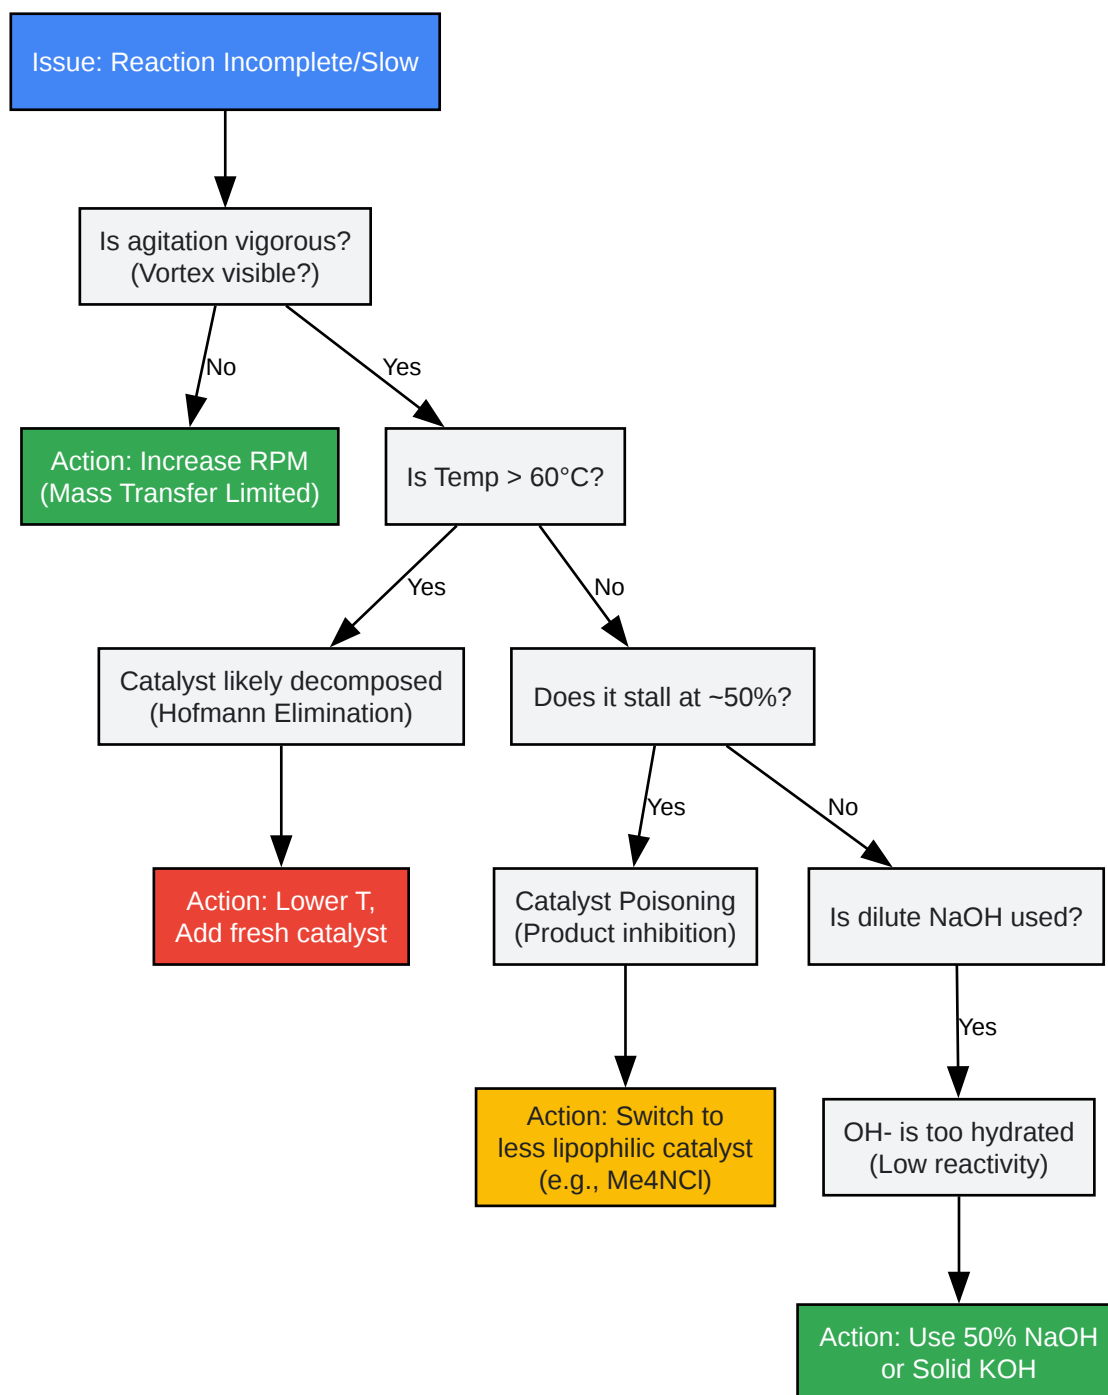 Issue: Reaction Incomplete/Slow
Is agitation vigorous?
(Vortex visible?)
No
Yes
Action: Increase RPM
(Mass Transfer Limited)
Is Temp > 60°C?
Yes
No
Catalyst likely decomposed
(Hofmann Elimination)
Does it stall at ~50%?
Yes
No
Action: Lower T,
Add fresh catalyst
Catalyst Poisoning
(Product inhibition)
Is dilute NaOH used?
Yes
Action: Switch to
less lipophilic catalyst
(e.g., Me4NCl)
OH- is too hydrated
(Low reactivity)
Action: Use 50% NaOH
or Solid KOH